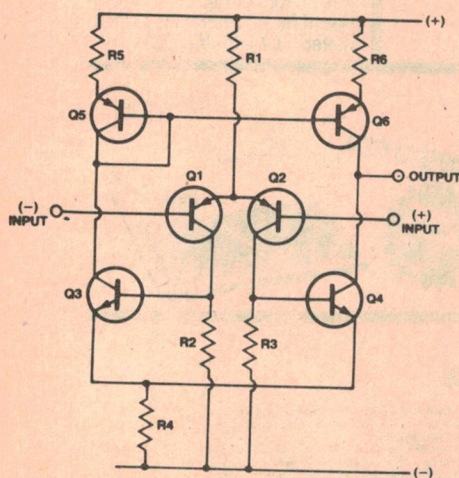 (+)
R5
R1
R6
Q5
Q6
OUTPUT
Q1
Q2
(–)
INPUT
(+)
INPUT
Q3
Q4
R2
R3
R4
(–)